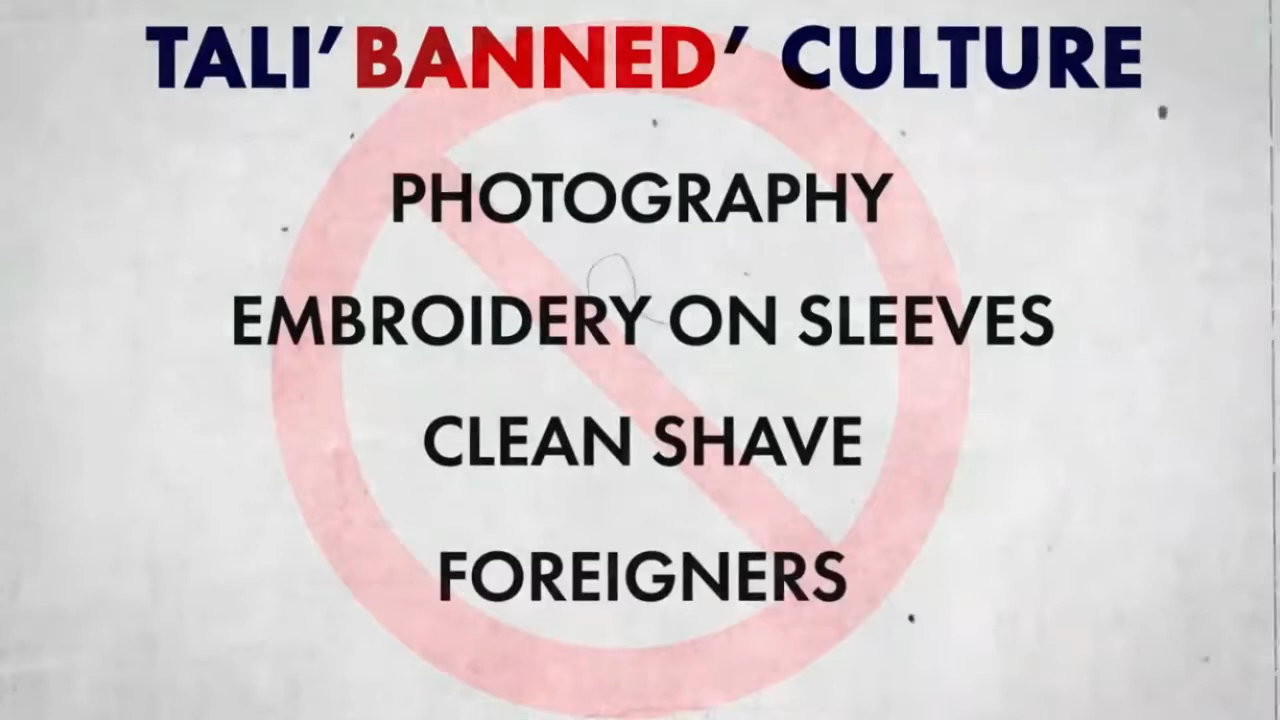 TALI'BANNED' CULTURE
PHOTOGRAPHY
EMBROIDERY ON SLEEVES
CLEAN SHAVE
FOREIGNERS